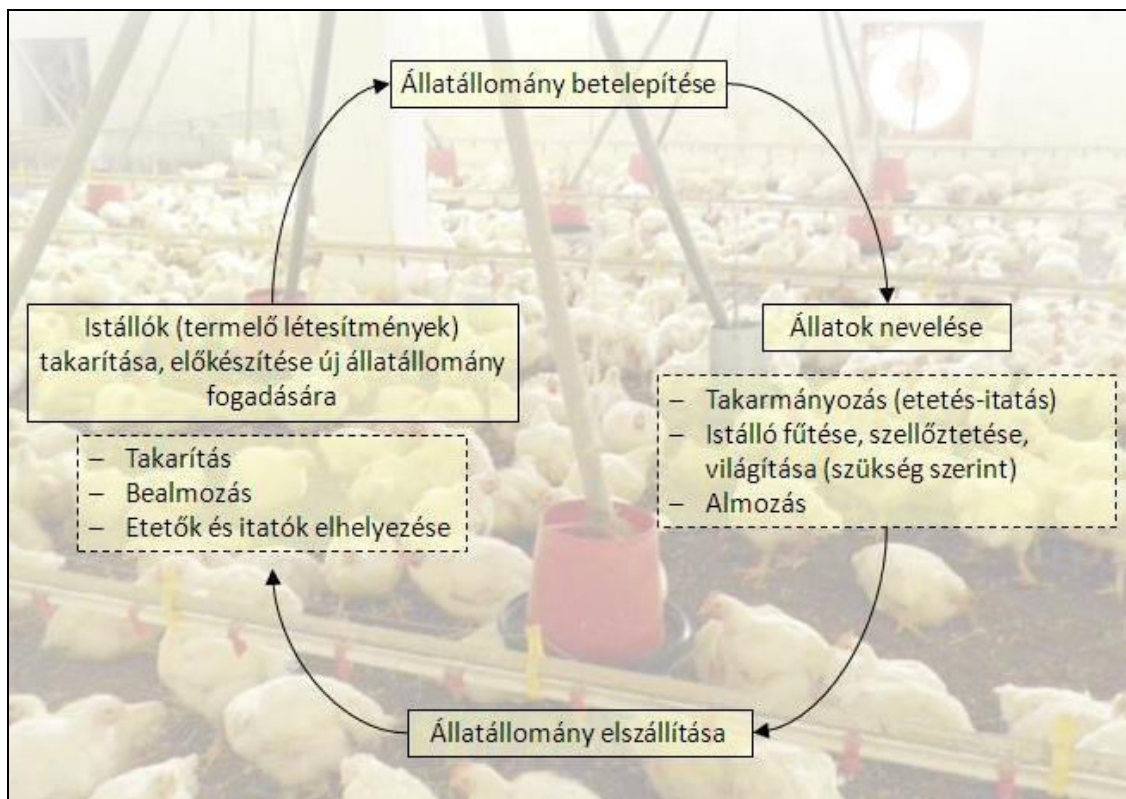 Állatállomány betelepítése
Állatok nevelése
– Takarmányozás (etetés-itatás)
– Istálló fűtése, szellőztetése,
világítása (szükség szerint)
– Almozás
Állatállomány elszállítása
Istállók (termelő létesítmények)
takarítása, előkészítése új állatállomány
fogadására
– Takarítás
– Bealmozás
– Etetők és itatók elhelyezése